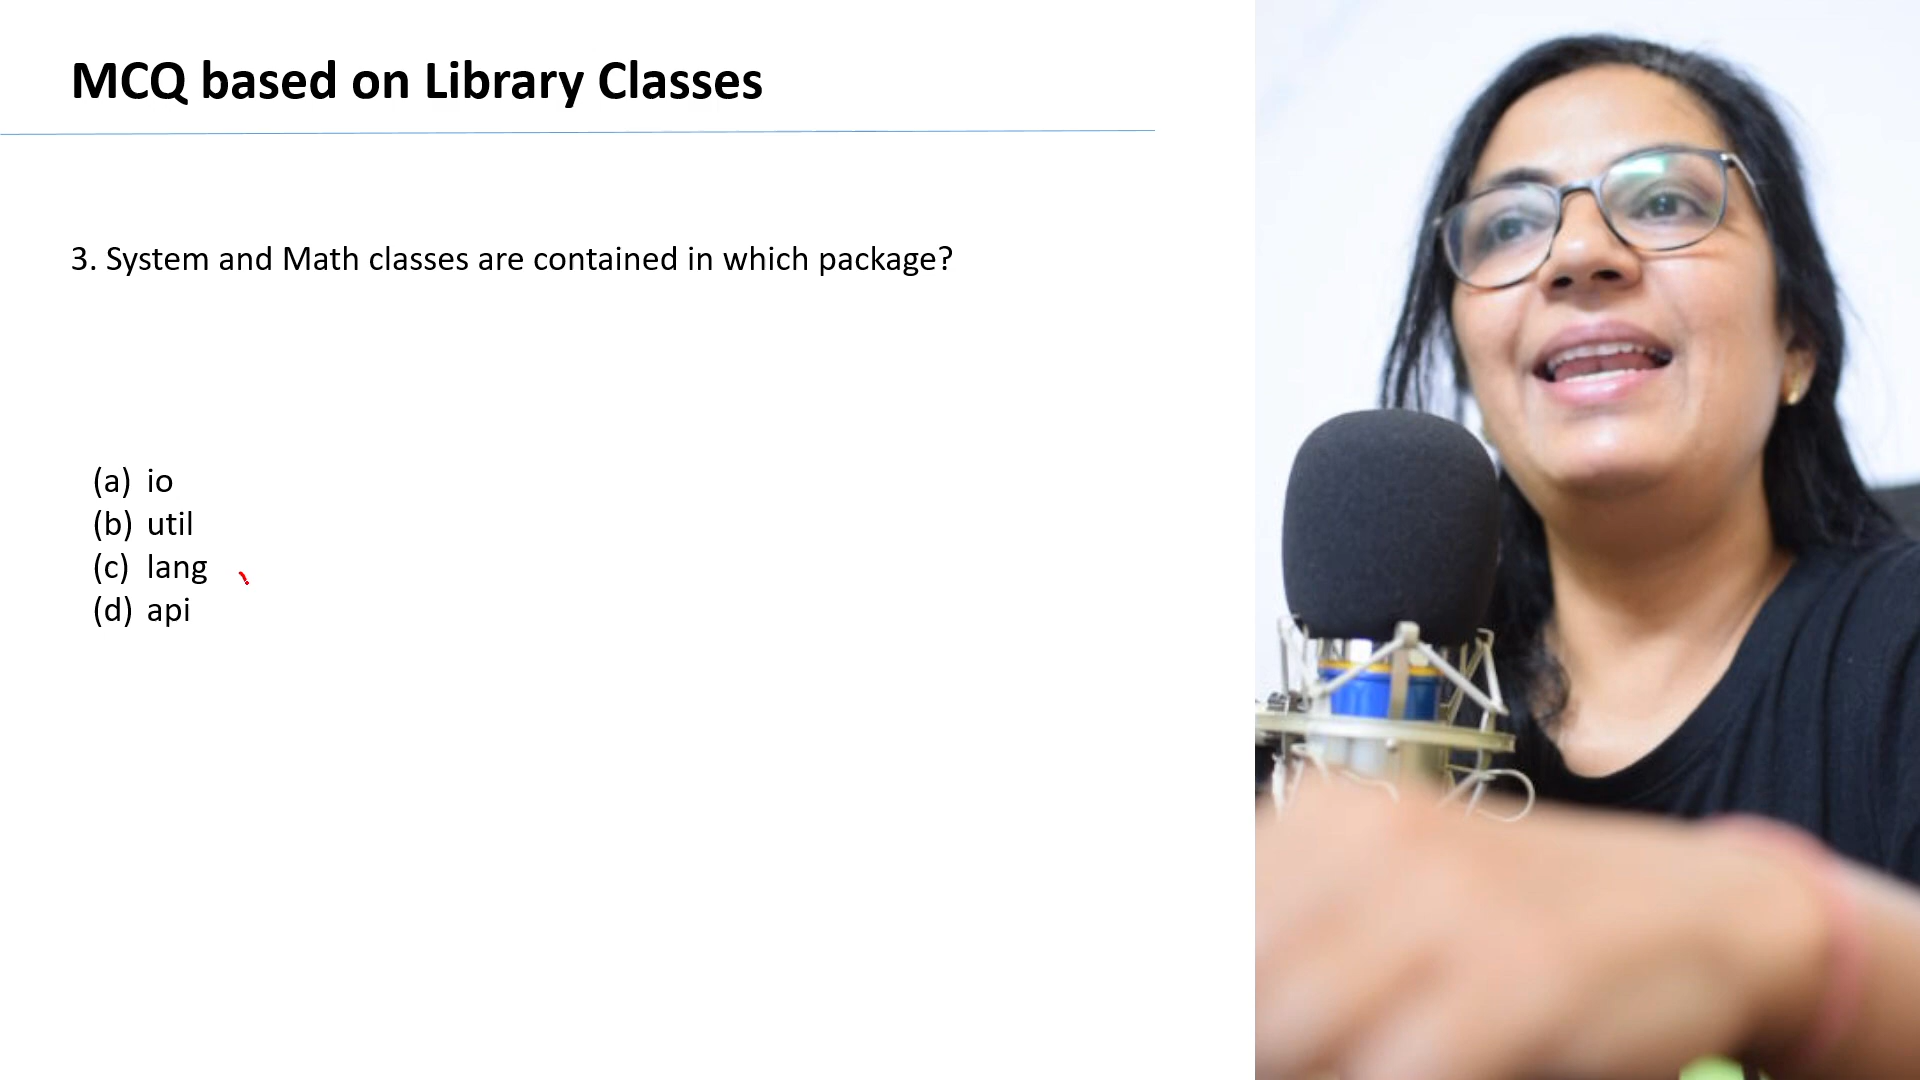 MCQ based on Library Classes
3. System and Math classes are contained in which package?
(a) io
(b) util
(c) lang
(d) api